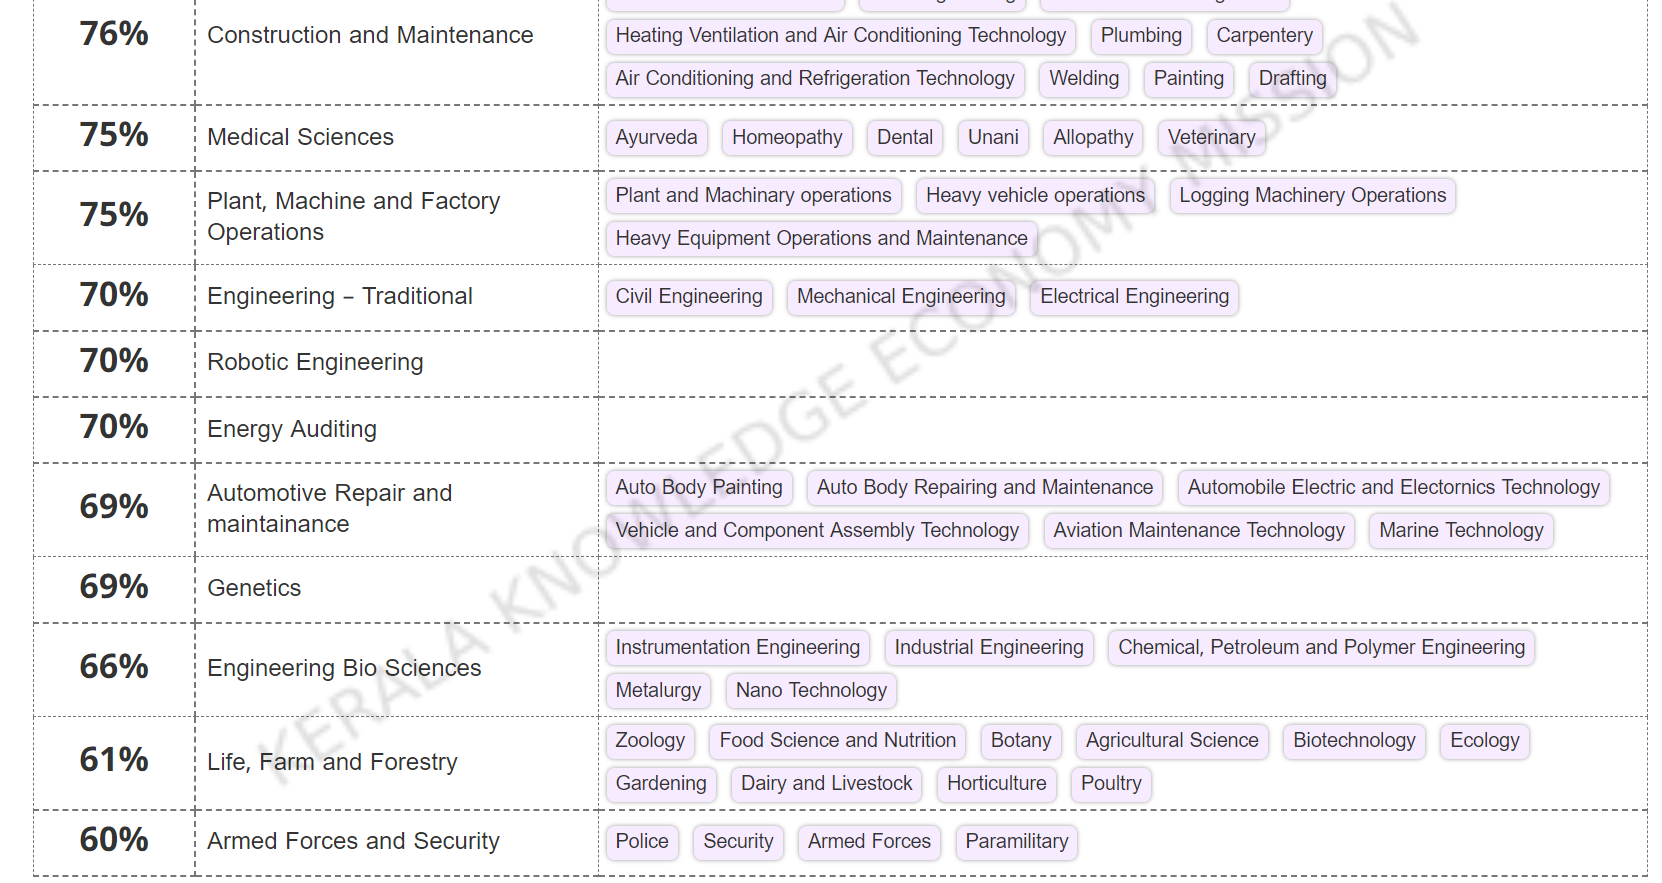 76%
Construction and Maintenance
Heating Ventilation and Air Conditioning Technology Plumbing Carpentery
Air Conditioning and Refrigeration Technology Welding Painting Drafting
75%
Medical Sciences
Ayurveda Homeopathy Dental Unani Allopathy Veterinary
75%
Plant, Machine and Factory
Operations
Plant and Machinary operations Heavy vehicle operations Logging Machinery Operations
Heavy Equipment Operations and Maintenance
70%
Engineering – Traditional
Civil Engineering Mechanical Engineering Electrical Engineering
70%
Robotic Engineering
70%
Energy Auditing
69%
Automotive Repair and
maintainance
Auto Body Painting Auto Body Repairing and Maintenance Automobile Electric and Electornics Technology
Vehicle and Component Assembly Technology Aviation Maintenance Technology Marine Technology
69%
Genetics
66%
Engineering Bio Sciences
Instrumentation Engineering Industrial Engineering Chemical, Petroleum and Polymer Engineering
Metalurgy Nano Technology
61%
Life, Farm and Forestry
Zoology Food Science and Nutrition Botany Agricultural Science Biotechnology Ecology
Gardening Dairy and Livestock Horticulture Poultry
60%
Armed Forces and Security
Police Security Armed Forces Paramilitary
KERALA KNOWLEDGE ECONOMY MISSION